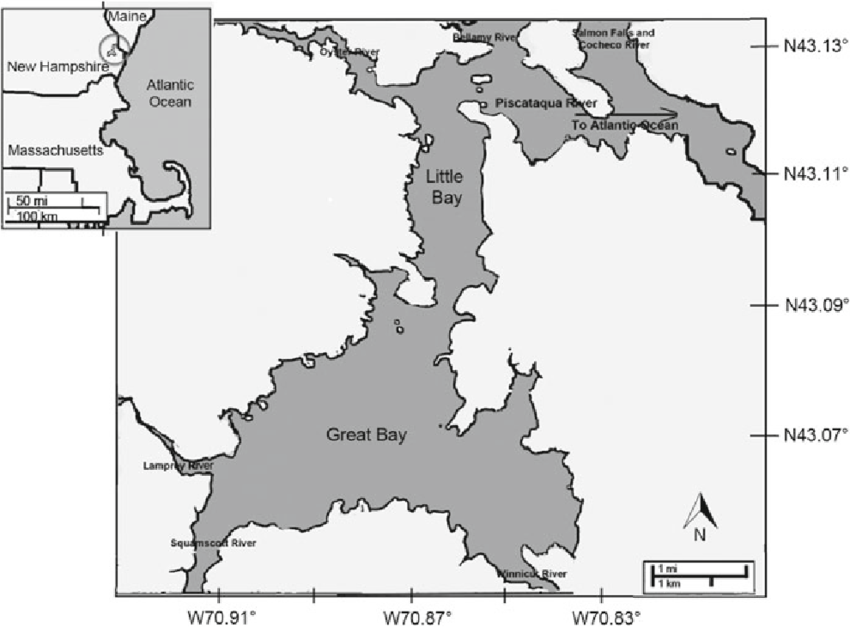 Maine
New Hampshire
Atlantic
Ocean
Massachusetts
50 mi
100 km
Oyster River
Bellamy River
Salmon Falls and
Cocheco River
N43.13°
Piscataqua River
To Atlantic Ocean
N43.11°
Little
Bay
N43.09°
Great Bay
N43.07°
Lamprey River
N
Squamscott River
Winnicut River
1 mi
1 km
W70.91°
W70.87°
W70.83°